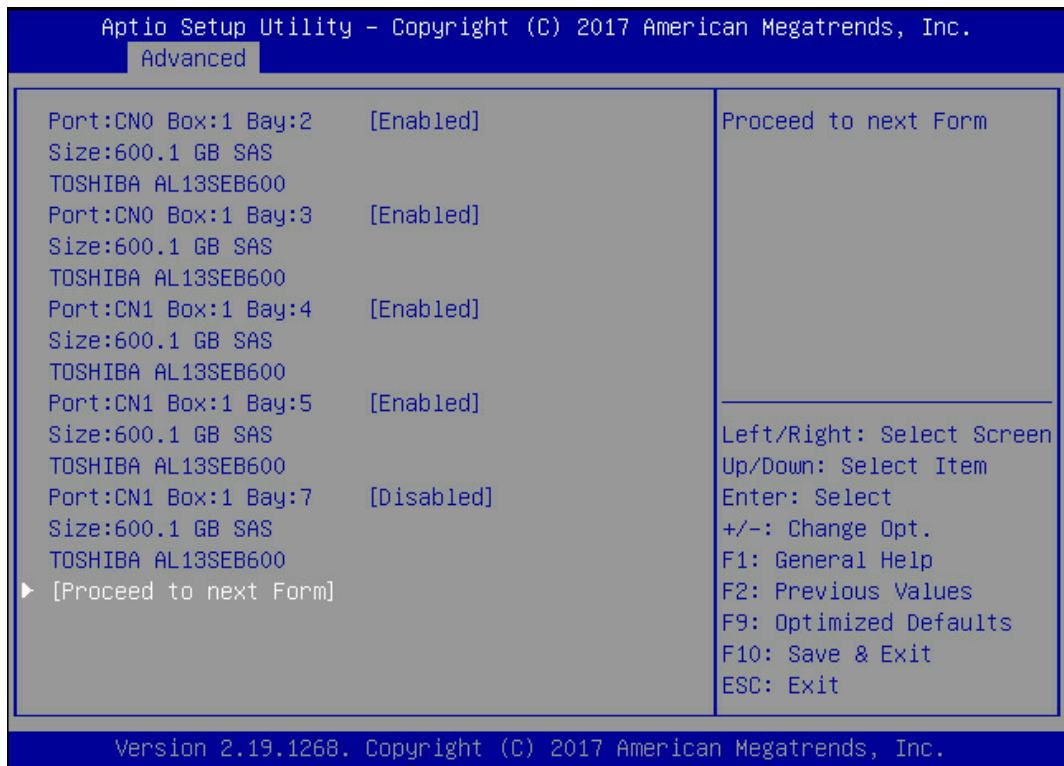 Aptio Setup Utility – Copyright (C) 2017 American Megatrends, Inc.
Advanced
Port:CN0 Box:1 Bay:2 [Enabled]
Size:600.1 GB SAS
TOSHIBA AL13SEB600
Port:CN0 Box:1 Bay:3 [Enabled]
Size:600.1 GB SAS
TOSHIBA AL13SEB600
Port:CN1 Box:1 Bay:4 [Enabled]
Size:600.1 GB SAS
TOSHIBA AL13SEB600
Port:CN1 Box:1 Bay:5 [Enabled]
Size:600.1 GB SAS
TOSHIBA AL13SEB600
Port:CN1 Box:1 Bay:7 [Disabled]
Size:600.1 GB SAS
TOSHIBA AL13SEB600
[Proceed to next Form]
Proceed to next Form
Left/Right: Select Screen
Up/Down: Select Item
Enter: Select
+/-: Change Opt.
F1: General Help
F2: Previous Values
F9: Optimized Defaults
F10: Save & Exit
ESC: Exit
Version 2.19.1268. Copyright (C) 2017 American Megatrends, Inc.